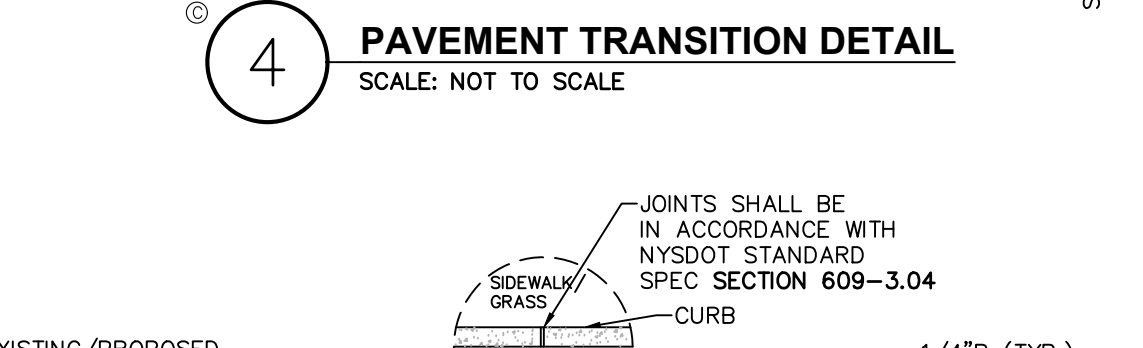 ©
4
PAVEMENT TRANSITION DETAIL
SCALE: NOT TO SCALE
JOINTS SHALL BE
IN ACCORDANCE WITH
NYSDOT STANDARD
SPEC SECTION 609-3.04
SIDEWALK/
GRASS
CURB